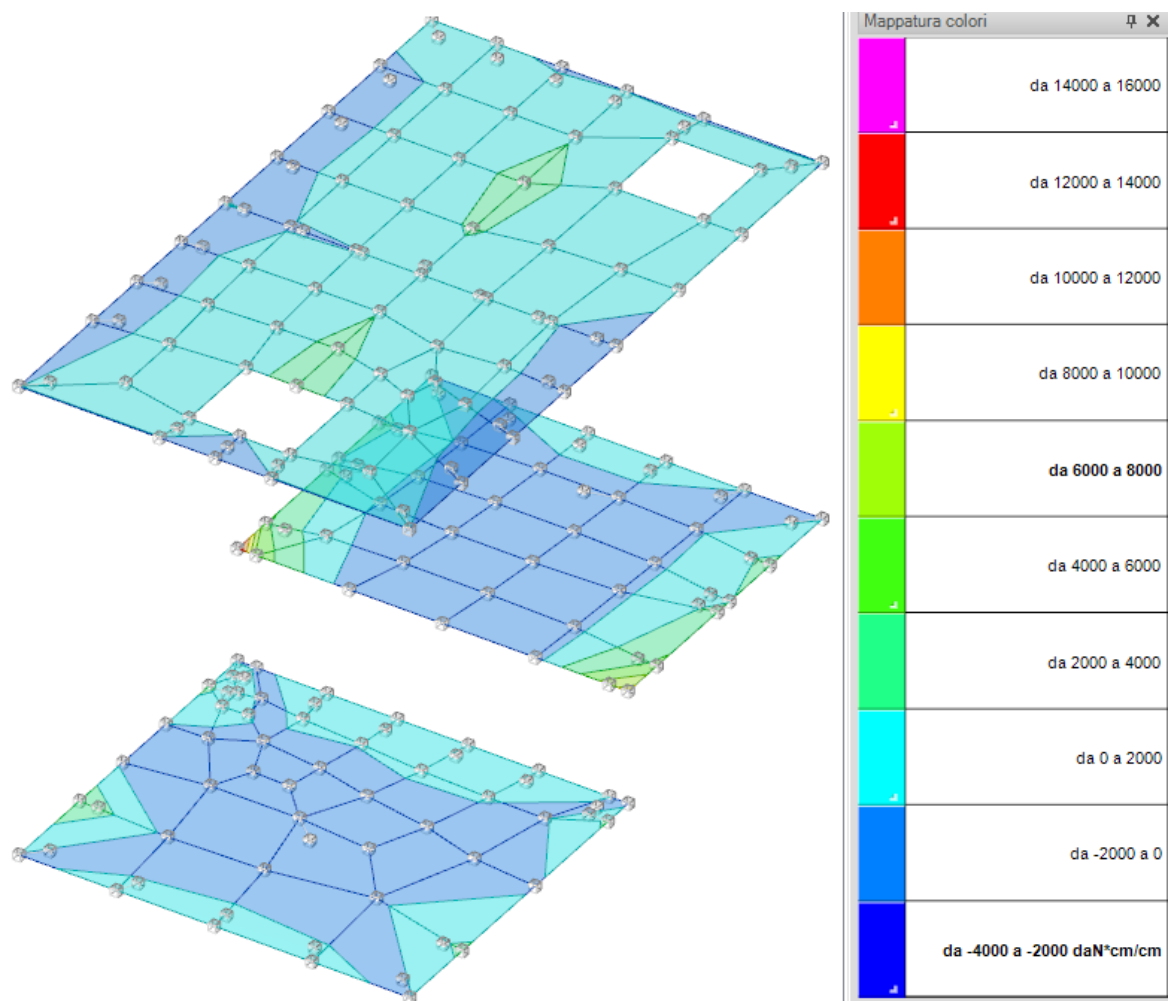 Mappatura colori
da 14000 a 16000
da 12000 a 14000
da 10000 a 12000
da 8000 a 10000
da 6000 a 8000
da 4000 a 6000
da 2000 a 4000
da 0 a 2000
da -2000 a 0
da -4000 a -2000 daN*cm/cm